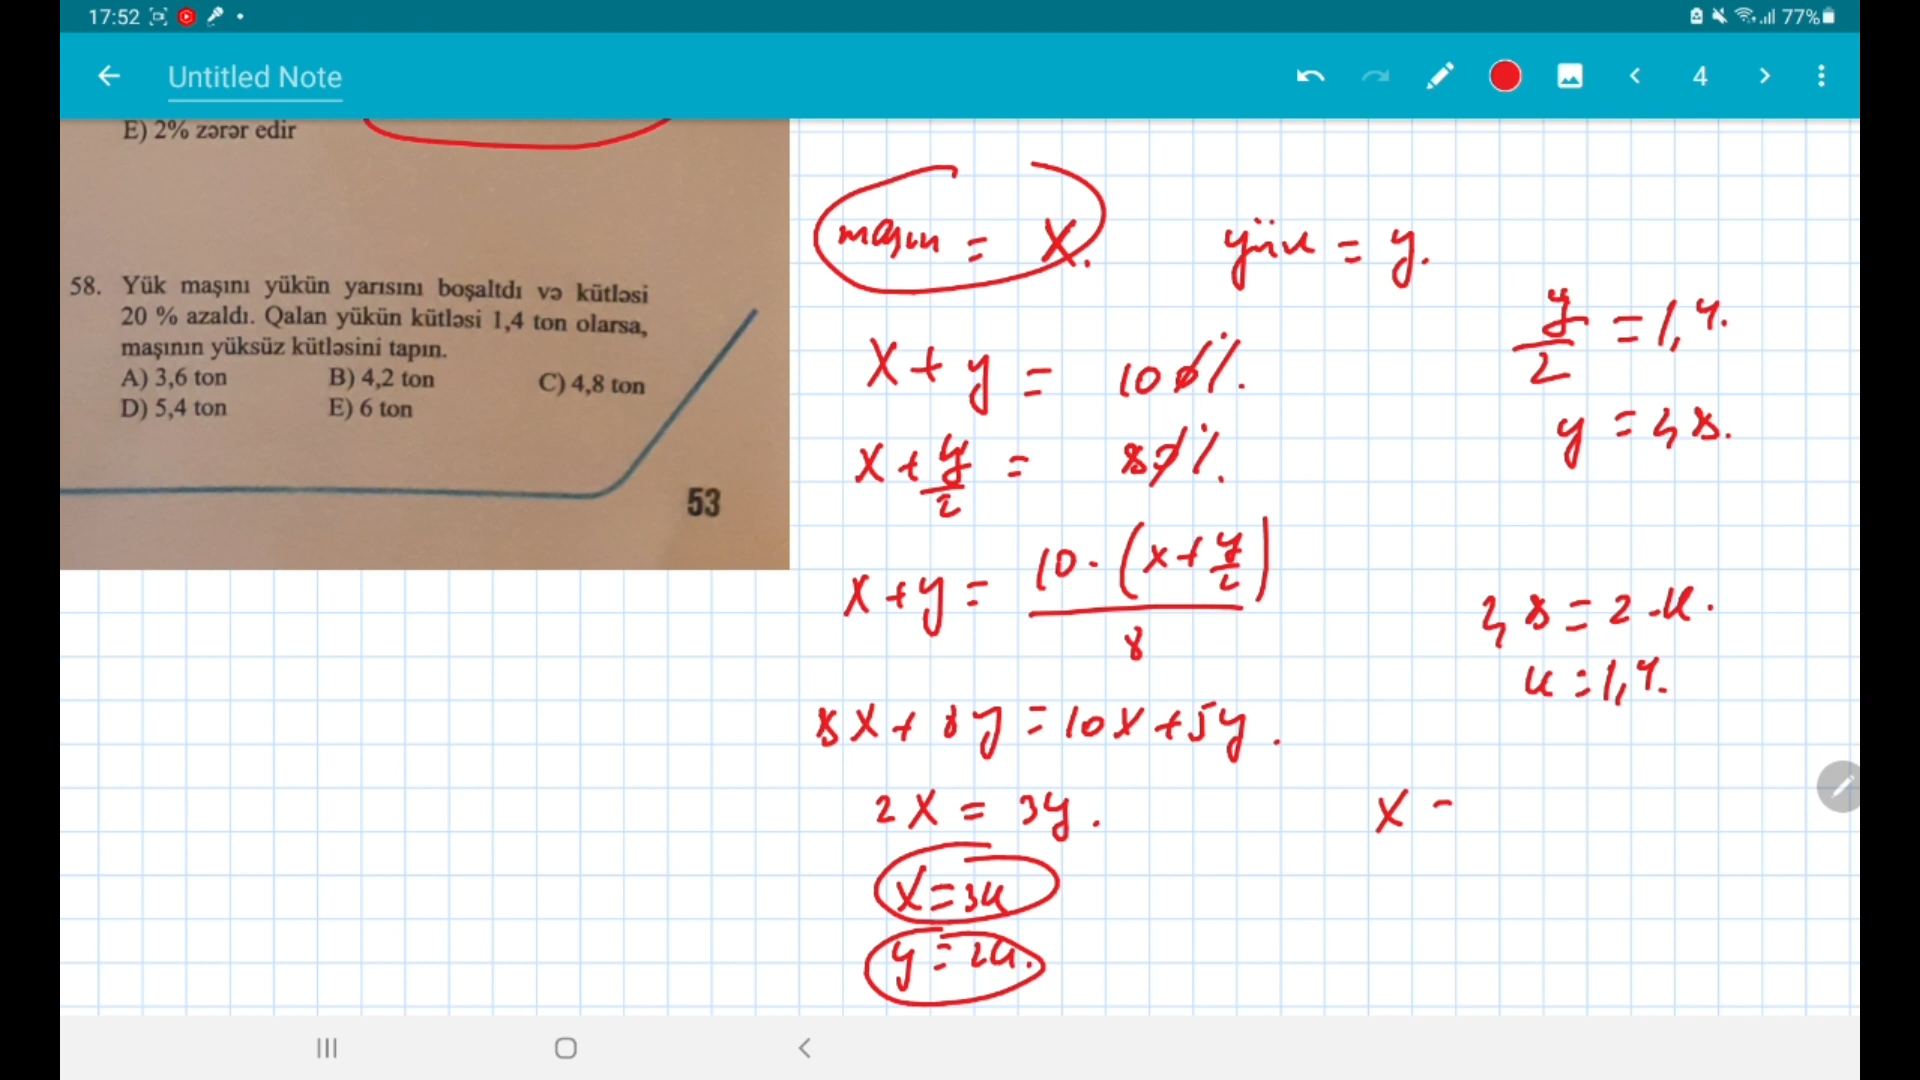 17:52
77%
Untitled Note
4
E) 2% zərər edir
58. Yük maşını yükün yarısını boşaltdı və kütləsi
20 % azaldı. Qalan yükün kütləsi 1,4 ton olarsa,
maşının yüksüz kütləsini tapın.
A) 3,6 ton B) 4,2 ton C) 4,8 ton
D) 5,4 ton E) 6 ton
53
maşın = x. yük = y.
x + y = 100%.
x + y/2 = 80%.
x + y = 10·(x + y/2)/8
8x + 8y = 10x + 5y.
2x = 3y.
x = 3k
y = 2k.
y/2 = 1,4.
y = 2,8.
2,8 = 2·k.
k = 1,4.
x =